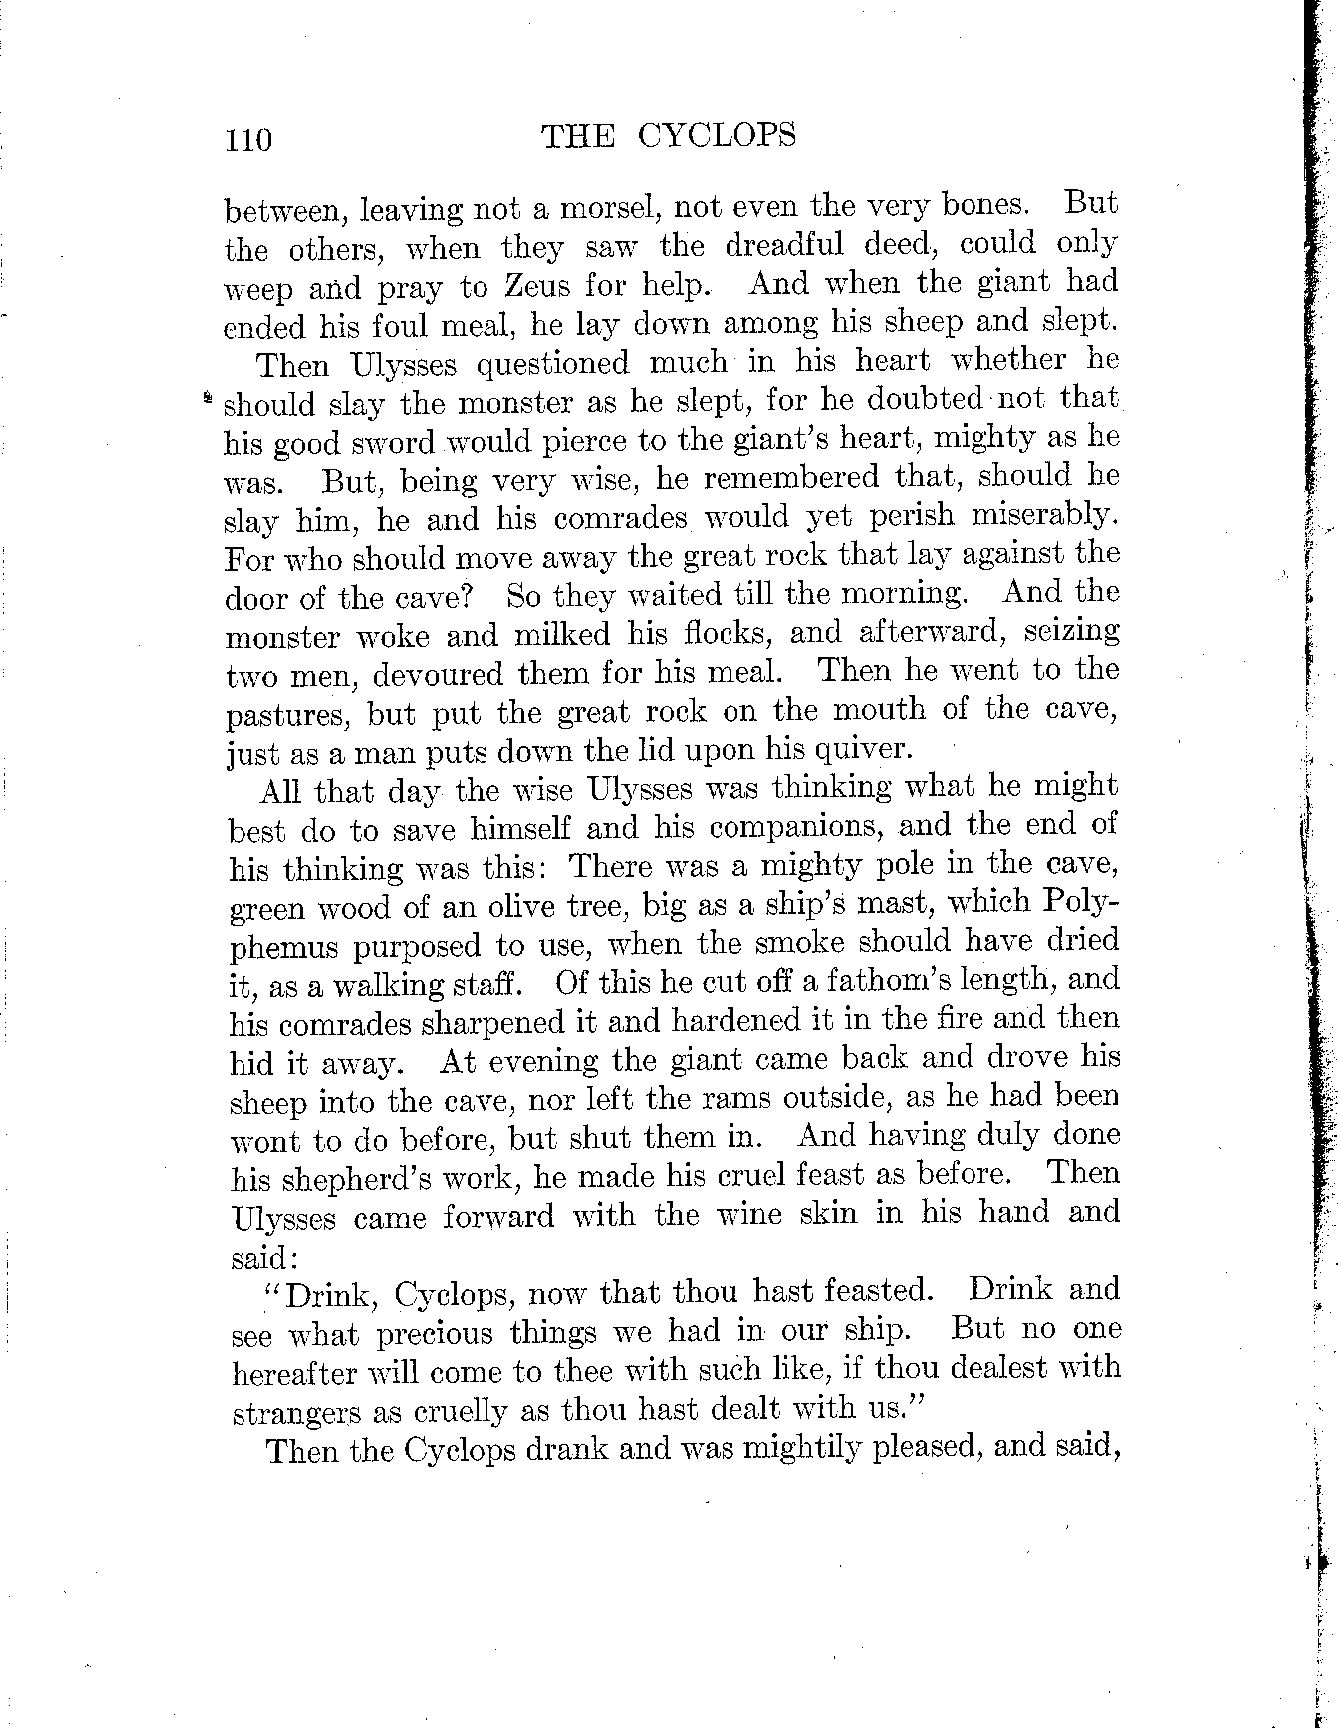 110 THE CYCLOPS
between, leaving not a morsel, not even the very bones. But
the others, when they saw the dreadful deed, could only
weep and pray to Zeus for help. And when the giant had
ended his foul meal, he lay down among his sheep and slept.
Then Ulysses questioned much in his heart whether he
should slay the monster as he slept, for he doubted not that
his good sword would pierce to the giant's heart, mighty as he
was. But, being very wise, he remembered that, should he
slay him, he and his comrades would yet perish miserably.
For who should move away the great rock that lay against the
door of the cave? So they waited till the morning. And the
monster woke and milked his flocks, and afterward, seizing
two men, devoured them for his meal. Then he went to the
pastures, but put the great rock on the mouth of the cave,
just as a man puts down the lid upon his quiver.
All that day the wise Ulysses was thinking what he might
best do to save himself and his companions, and the end of
his thinking was this: There was a mighty pole in the cave,
green wood of an olive tree, big as a ship's mast, which Poly-
phemus purposed to use, when the smoke should have dried
it, as a walking staff. Of this he cut off a fathom's length, and
his comrades sharpened it and hardened it in the fire and then
hid it away. At evening the giant came back and drove his
sheep into the cave, nor left the rams outside, as he had been
wont to do before, but shut them in. And having duly done
his shepherd's work, he made his cruel feast as before. Then
Ulysses came forward with the wine skin in his hand and
said:
"Drink, Cyclops, now that thou hast feasted. Drink and
see what precious things we had in our ship. But no one
hereafter will come to thee with such like, if thou dealest with
strangers as cruelly as thou hast dealt with us."
Then the Cyclops drank and was mightily pleased, and said,